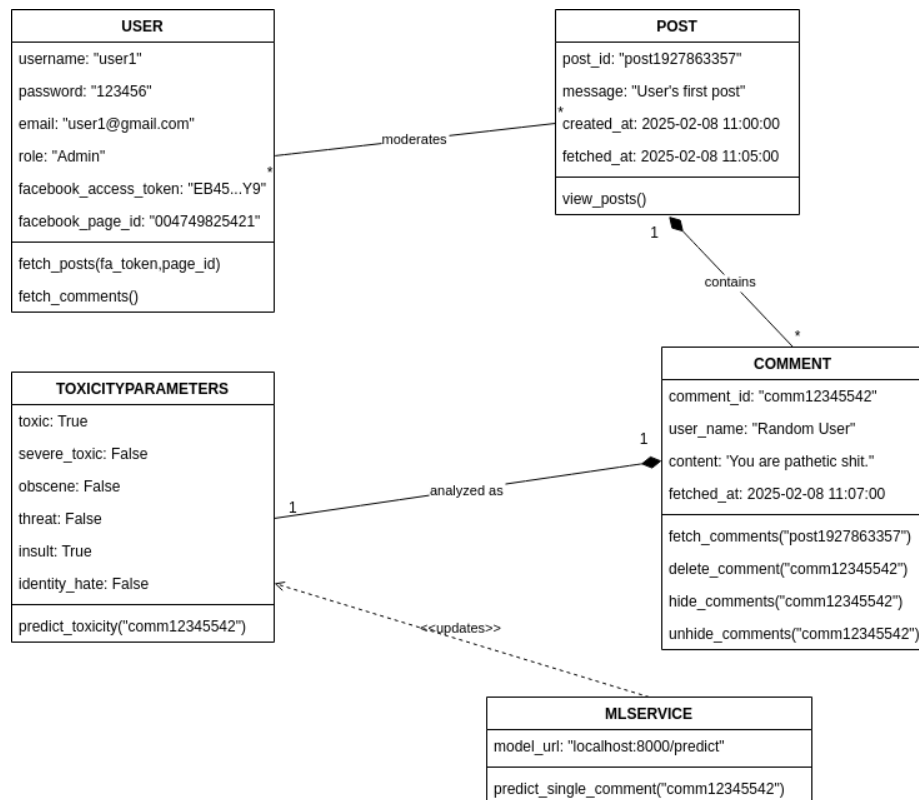 USER
username: "user1"
password: "123456"
email: "user1@gmail.com"
role: "Admin"
*
facebook_access_token: "EB45...Y9"
facebook_page_id: "004749825421"
fetch_posts(fa_token,page_id)
fetch_comments()
moderates
POST
post_id: "post1927863357"
message: "User's first post"
*
created_at: 2025-02-08 11:00:00
fetched_at: 2025-02-08 11:05:00
view_posts()
1
contains
*
COMMENT
comment_id: "comm12345542"
user_name: "Random User"
content: 'You are pathetic shit."
fetched_at: 2025-02-08 11:07:00
fetch_comments("post1927863357")
delete_comment("comm12345542")
hide_comments("comm12345542")
unhide_comments("comm12345542")
1
analyzed as
1
TOXICITYPARAMETERS
toxic: True
severe_toxic: False
obscene: False
threat: False
insult: True
identity_hate: False
predict_toxicity("comm12345542")
<<updates>>
MLSERVICE
model_url: "localhost:8000/predict"
predict_single_comment("comm12345542")